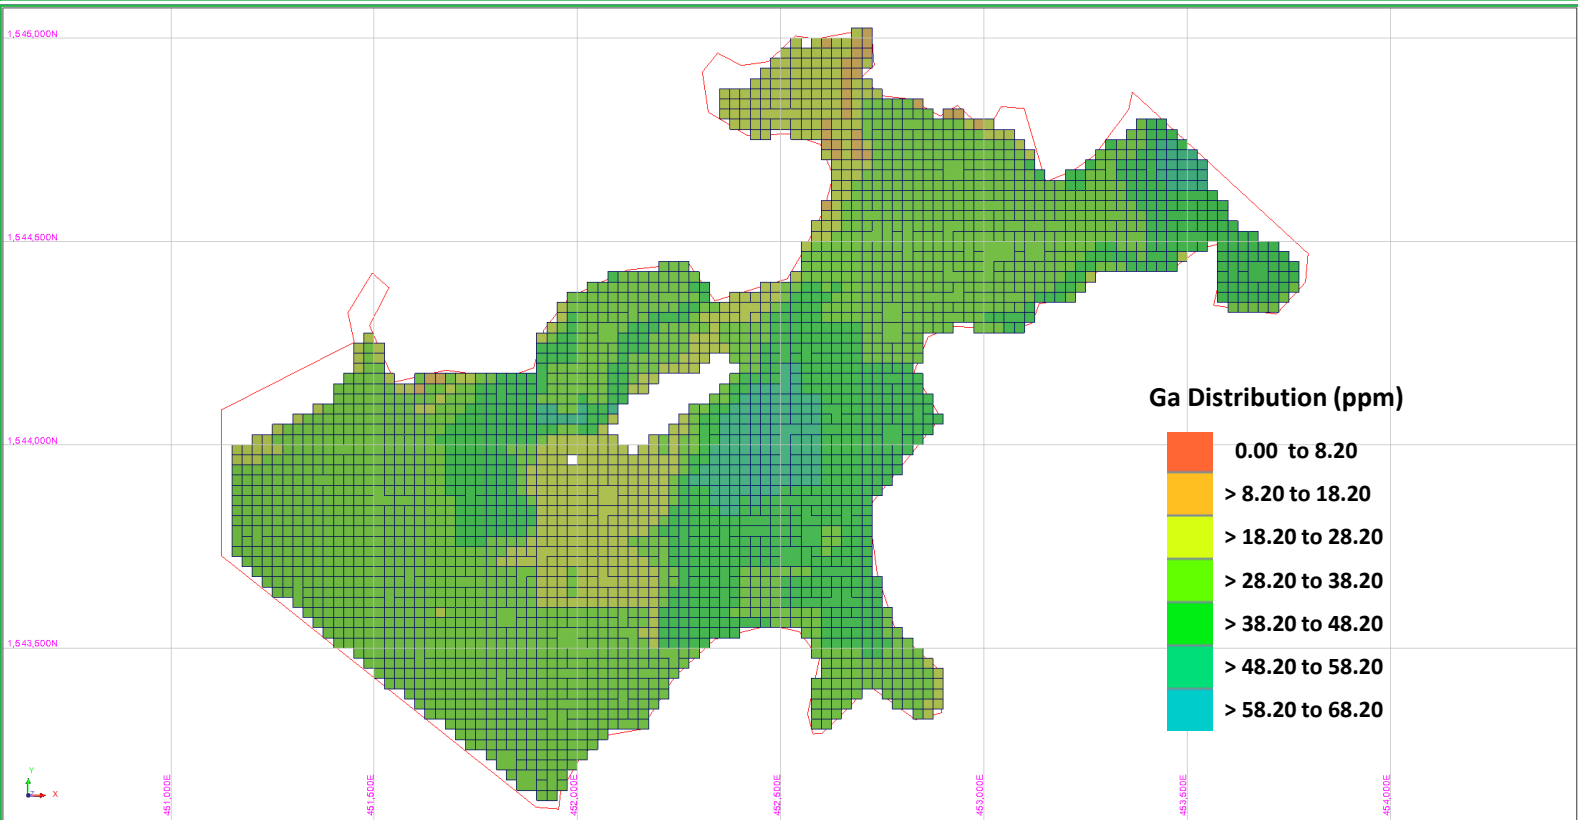 1,545,000N
1,544,500N
1,544,000N
1,543,500N
Ga Distribution (ppm)
0.00 to 8.20
> 8.20 to 18.20
> 18.20 to 28.20
> 28.20 to 38.20
> 38.20 to 48.20
> 48.20 to 58.20
> 58.20 to 68.20
451,000E
451,500E
452,000E
452,500E
453,000E
453,500E
454,000E
Y
Z
X